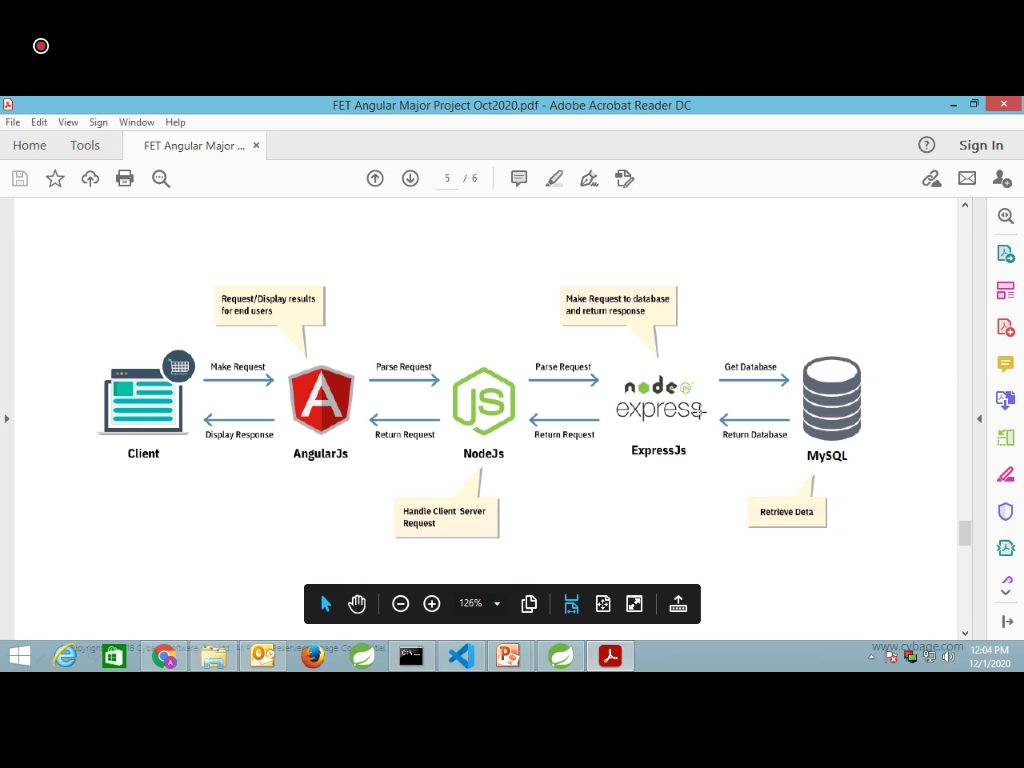 FET Angular Major Project Oct2020.pdf - Adobe Acrobat Reader DC
File Edit View Sign Window Help
Home Tools FET Angular Major ... × Sign In
5 / 6
Request/Display results
for end users
Make Request to database
and return response
Make Request
Parse Request
Parse Request
Get Database
JS
node
express
Display Response
Return Request
Return Request
Return Database
Client
AngularJs
NodeJs
ExpressJs
MySQL
Handle Client Server
Request
Retrieve Deta
126%
www.cybage.com
12:04 PM
12/1/2020